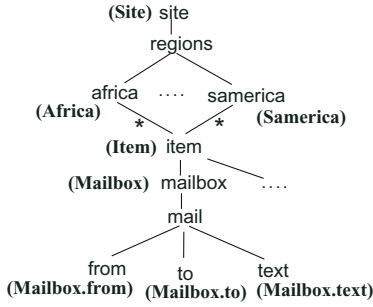 (Site) site
regions
africa .... samerica
(Africa) * * (Samerica)
(Item) item
(Mailbox) mailbox ....
mail
from to text
(Mailbox.from) (Mailbox.to) (Mailbox.text)